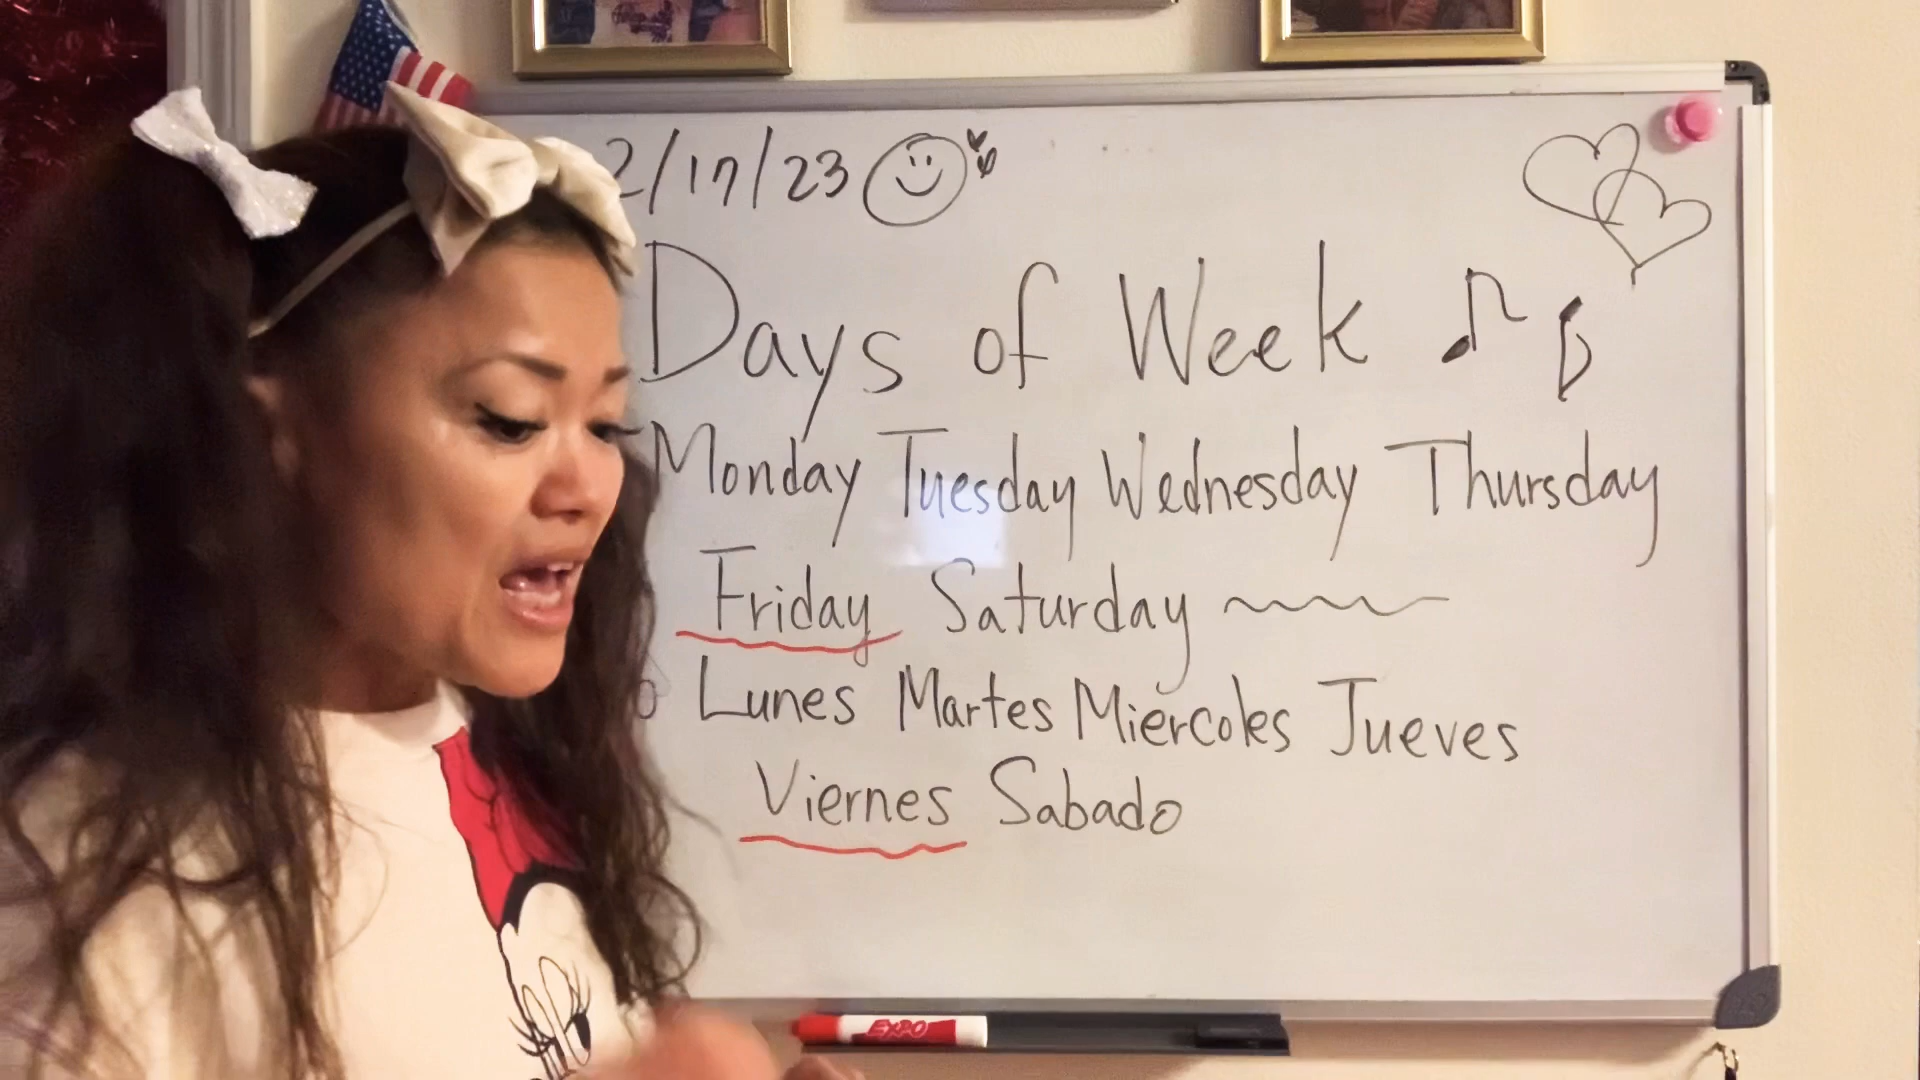 2/17/23
Days of Week
Monday Tuesday Wednesday Thursday
Friday Saturday
Lunes Martes Miercoles Jueves
Viernes Sabado
EXPO